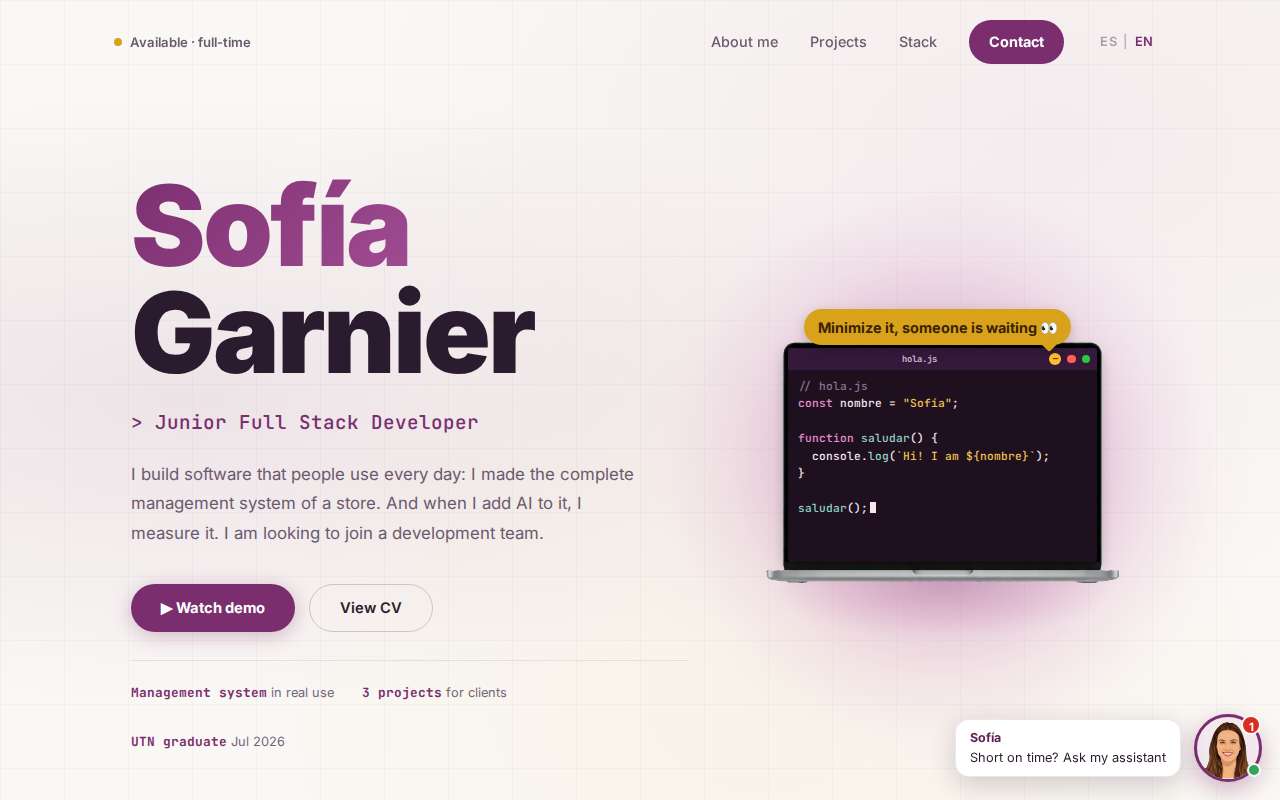 Available · full-time
About me
Projects
Stack
Contact
ES | EN
Sofía
Garnier
> Junior Full Stack Developer
I build software that people use every day: I made the complete
management system of a store. And when I add AI to it, I
measure it. I am looking to join a development team.
▶ Watch demo
View CV
Management system in real use
3 projects for clients
UTN graduate Jul 2026
Minimize it, someone is waiting 👀
hola.js
// hola.js
const nombre = "Sofía";
function saludar() {
  console.log(`Hi! I am ${nombre}`);
}
saludar();
Sofía
Short on time? Ask my assistant
1